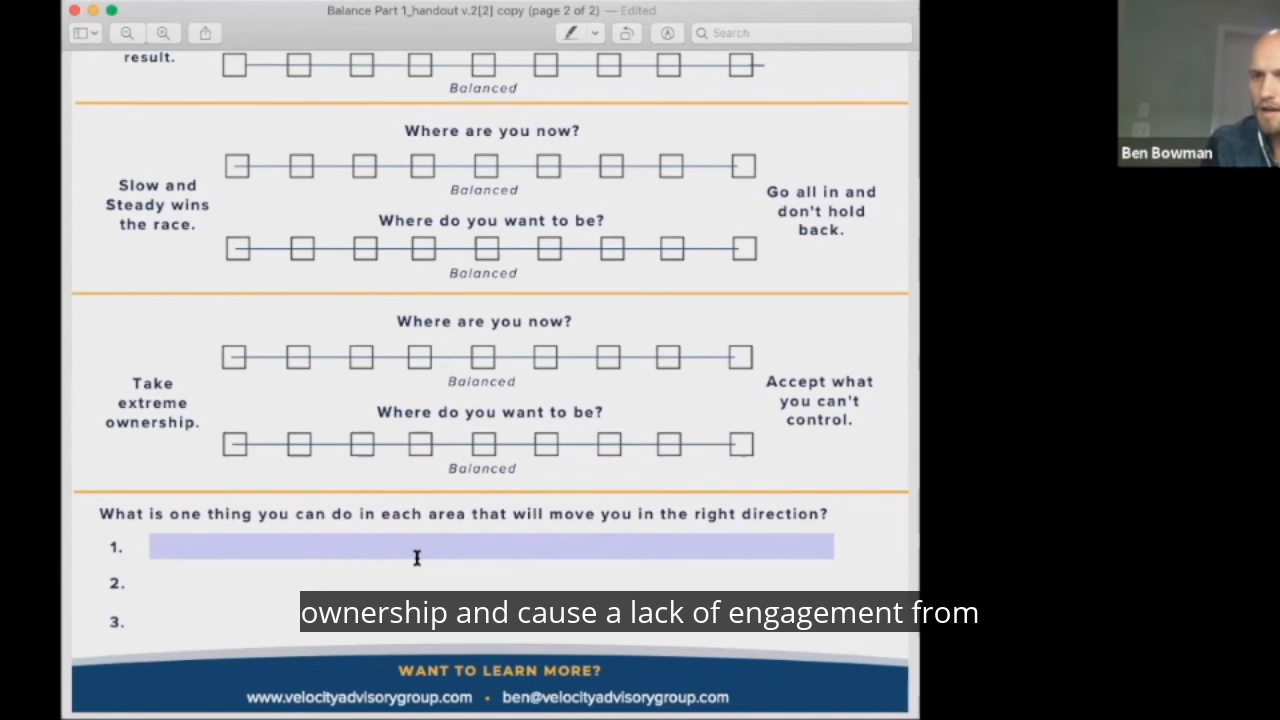 Balance Part 1_handout v.2[2] copy (page 2 of 2) — Edited
Search
result.
Balanced
Where are you now?
Balanced
Slow and
Steady wins
the race.
Go all in and
don't hold
back.
Where do you want to be?
Balanced
Where are you now?
Balanced
Take
extreme
ownership.
Accept what
you can't
control.
Where do you want to be?
Balanced
What is one thing you can do in each area that will move you in the right direction?
1.
2.
3.
ownership and cause a lack of engagement from
WANT TO LEARN MORE?
www.velocityadvisorygroup.com • ben@velocityadvisorygroup.com
Ben Bowman